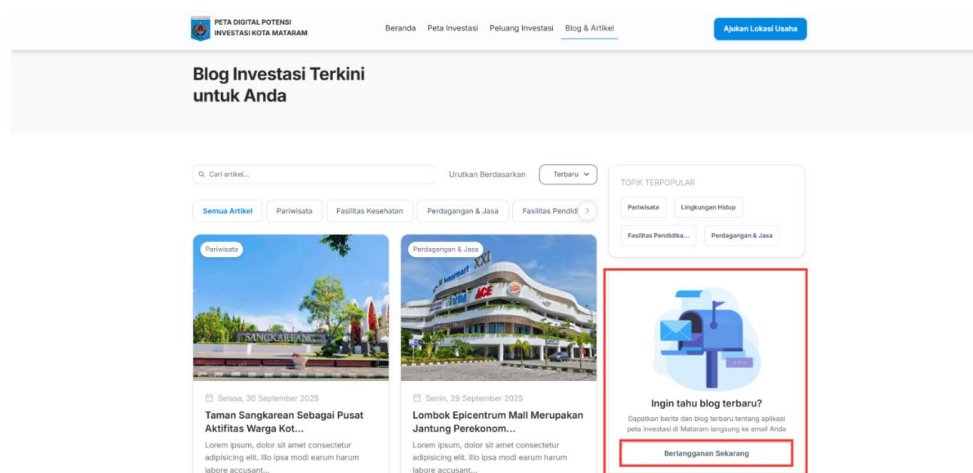 PETA DIGITAL POTENSI
INVESTASI KOTA MATARAM
Beranda
Peta Investasi
Peluang Investasi
Blog & Artikel
Ajukan Lokasi Usaha
Blog Investasi Terkini
untuk Anda
Cari artikel...
Urutkan Berdasarkan
Terbaru
Semua Artikel
Pariwisata
Fasilitas Kesehatan
Perdagangan & Jasa
Fasilitas Pendid
Pariwisata
SANGKAREANG
Selasa, 30 September 2025
Taman Sangkarean Sebagai Pusat
Aktifitas Warga Kot...
Lorem ipsum, dolor sit amet consectetur
adipisicing elit. Illo ipsa modi earum harum
labore accusant...
Perdagangan & Jasa
XXI
hypermart
ACE
Senin, 29 September 2025
Lombok Epicentrum Mall Merupakan
Jantung Perekonom...
Lorem ipsum, dolor sit amet consectetur
adipisicing elit. Illo ipsa modi earum harum
labore accusant...
TOPIK TERPOPULAR
Pariwisata
Lingkungan Hidup
Fasilitas Pendidika...
Perdagangan & Jasa
Ingin tahu blog terbaru?
Dapatkan berita dan blog terbaru tentang aplikasi
peta investasi di Mataram langsung ke email Anda
Berlangganan Sekarang